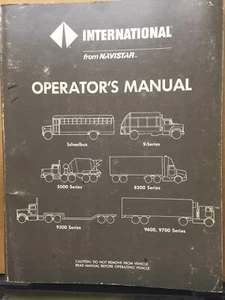 INTERNATIONAL®
from NAVISTAR®
OPERATOR'S MANUAL
Schoolbus
S-Series
5000 Series
8300 Series
9300 Series
9600, 9700 Series
CAUTION: DO NOT REMOVE FROM VEHICLE
READ MANUAL BEFORE OPERATING VEHICLE